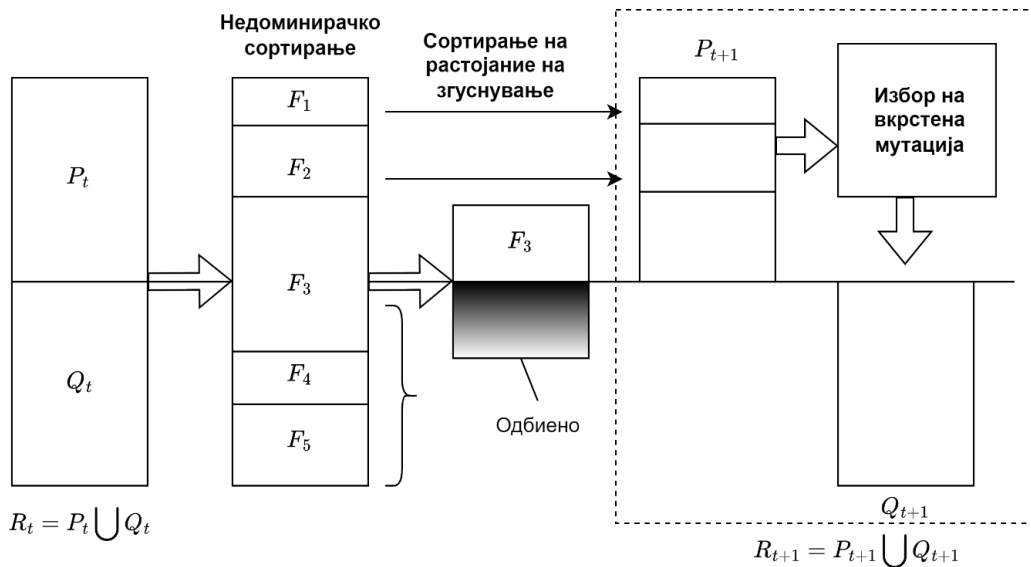 Недоминирачко
сортирање
Сортирање на
растојание на
згуснување
P_{t+1}
Избор на
вкрстена
мутација
F_1
F_2
F_3
F_4
F_5
P_t
Q_t
F_3
Одбиено
Q_{t+1}
R_t = P_t ⋃ Q_t
R_{t+1} = P_{t+1} ⋃ Q_{t+1}